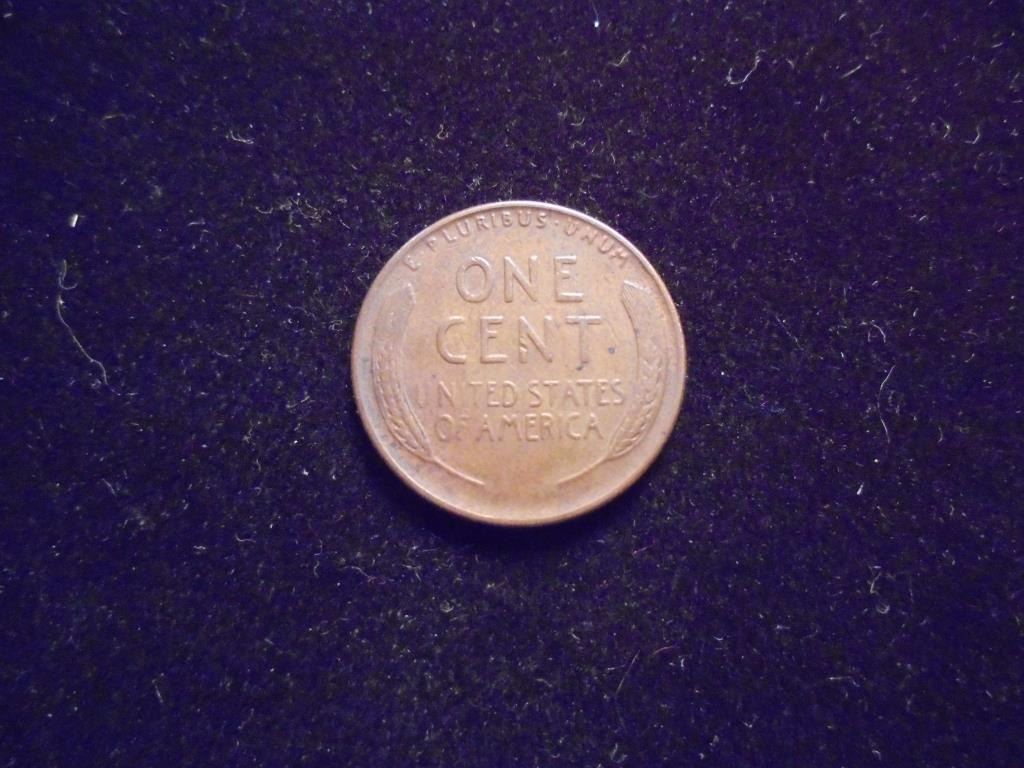 E PLURIBUS·UNUM
ONE
CENT
UNITED STATES
OF AMERICA